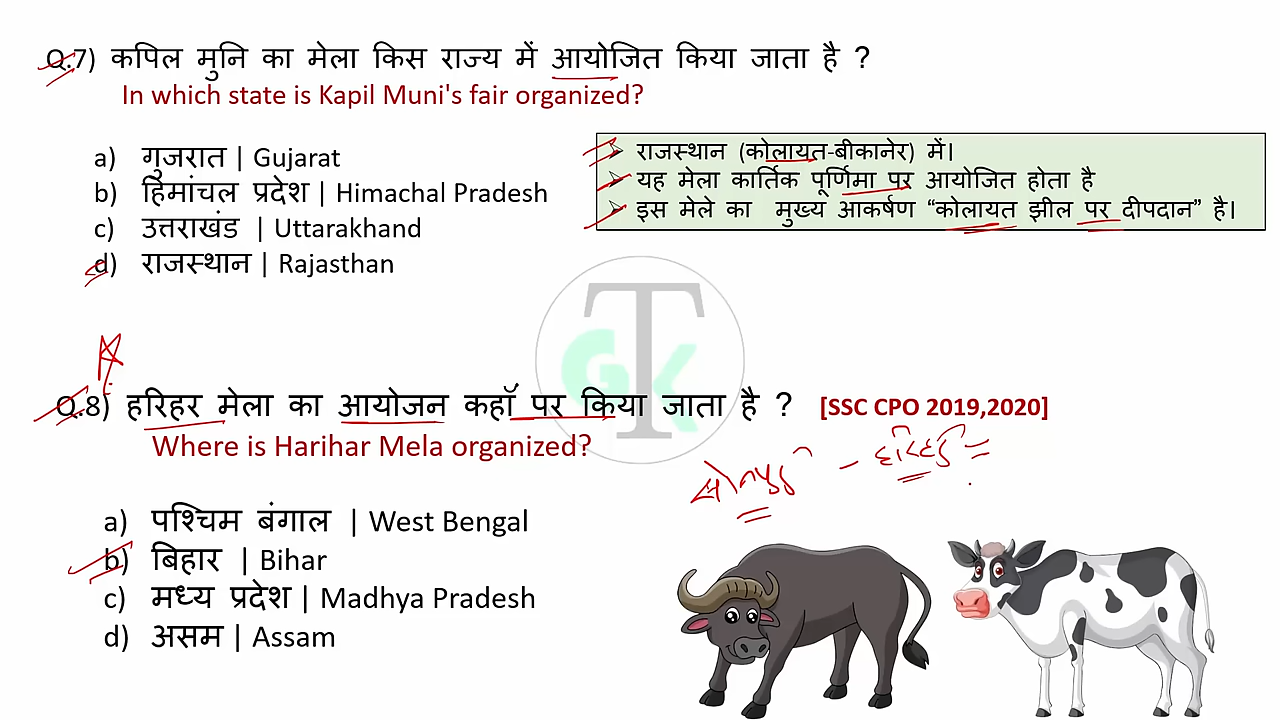 Q.7) कपिल मुनि का मेला किस राज्य में आयोजित किया जाता है ?
In which state is Kapil Muni's fair organized?
a) गुजरात | Gujarat
b) हिमांचल प्रदेश | Himachal Pradesh
c) उत्तराखंड | Uttarakhand
d) राजस्थान | Rajasthan
राजस्थान (कोलायत-बीकानेर) में।
यह मेला कार्तिक पूर्णिमा पर आयोजित होता है
इस मेले का मुख्य आकर्षण “कोलायत झील पर दीपदान” है।
T GK
Q.8) हरिहर मेला का आयोजन कहाॅं पर किया जाता है ? [SSC CPO 2019,2020]
Where is Harihar Mela organized?
a) पश्चिम बंगाल | West Bengal
b) बिहार | Bihar
c) मध्य प्रदेश | Madhya Pradesh
d) असम | Assam